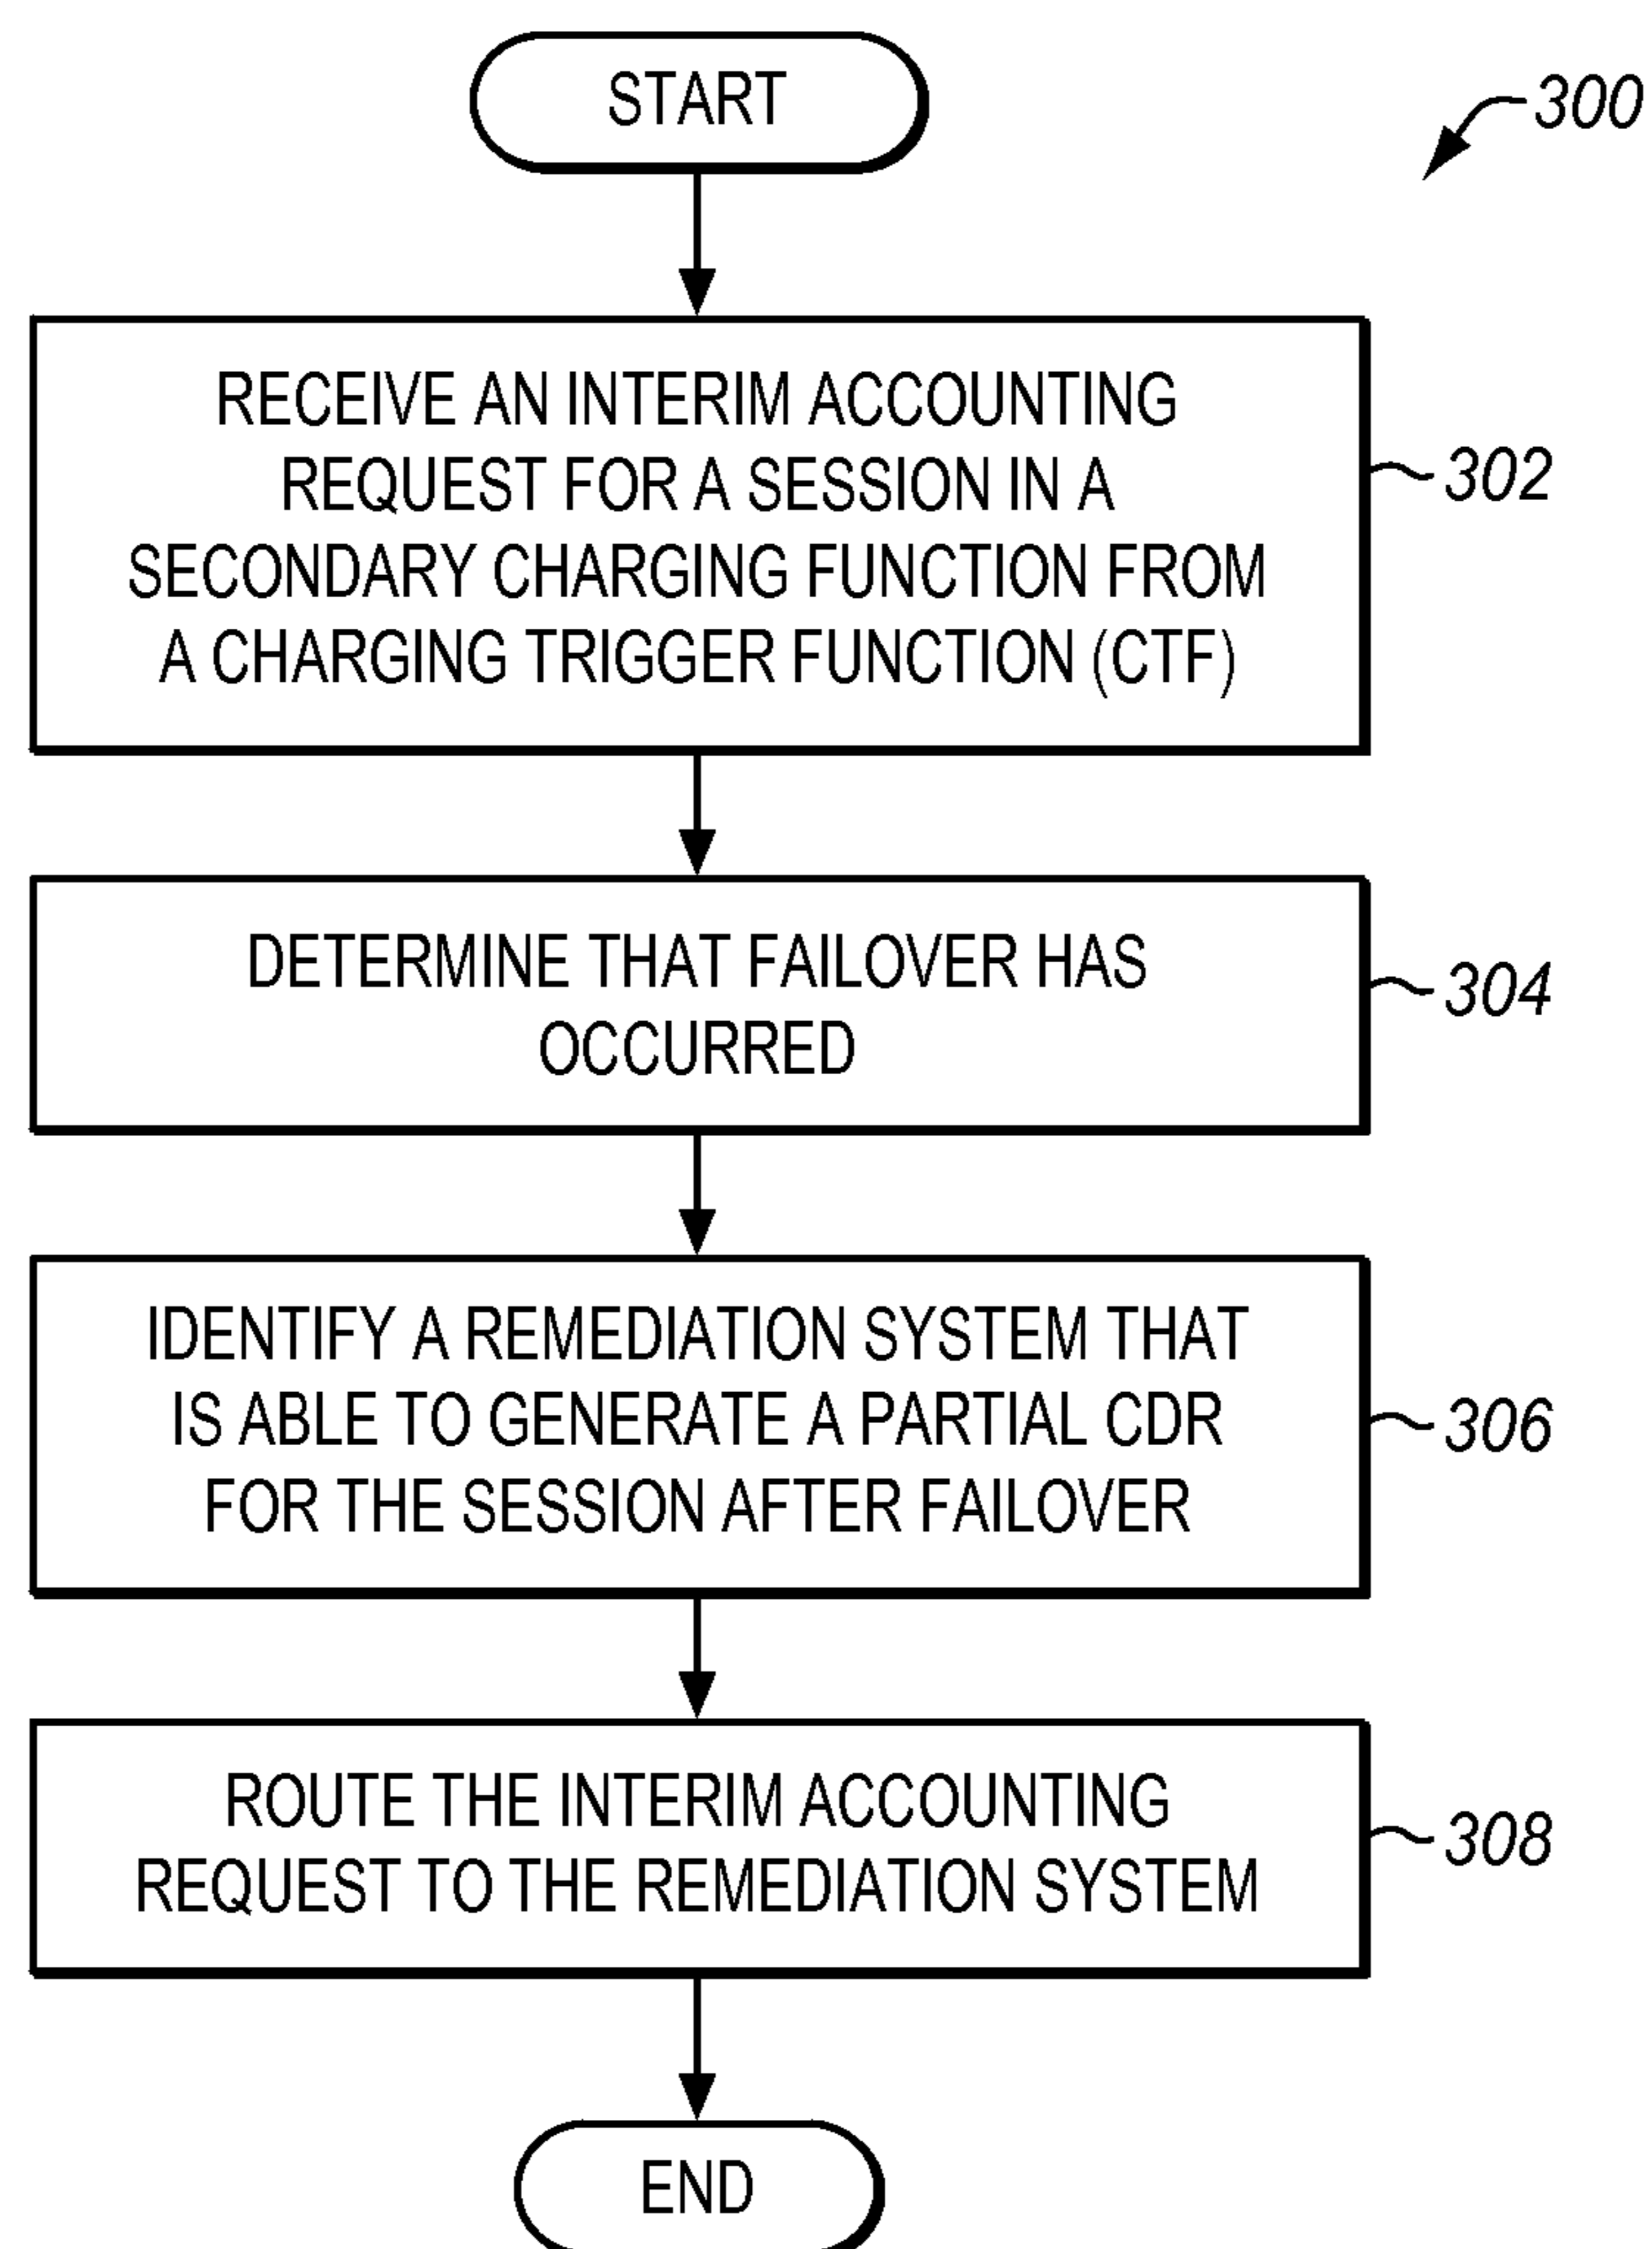 START
300
RECEIVE AN INTERIM ACCOUNTING
REQUEST FOR A SESSION IN A
SECONDARY CHARGING FUNCTION FROM
A CHARGING TRIGGER FUNCTION (CTF)
302
DETERMINE THAT FAILOVER HAS
OCCURRED
304
IDENTIFY A REMEDIATION SYSTEM THAT
IS ABLE TO GENERATE A PARTIAL CDR
FOR THE SESSION AFTER FAILOVER
306
ROUTE THE INTERIM ACCOUNTING
REQUEST TO THE REMEDIATION SYSTEM
308
END